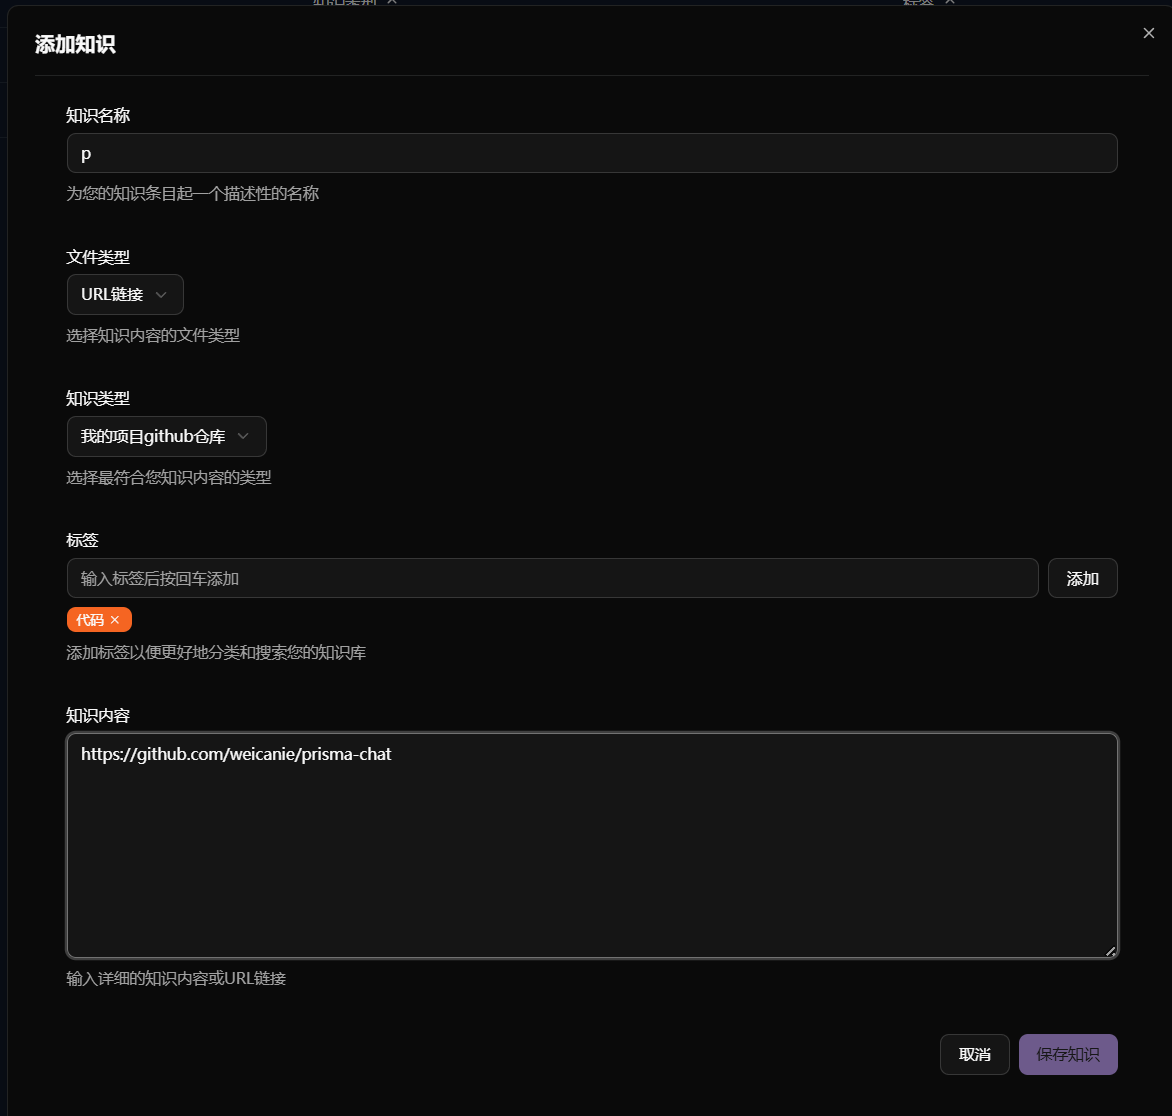 添加知识
知识名称
p
为您的知识条目起一个描述性的名称
文件类型
URL链接
选择知识内容的文件类型
知识类型
我的项目github仓库
选择最符合您知识内容的类型
标签
输入标签后按回车添加
添加
代码 ×
添加标签以便更好地分类和搜索您的知识库
知识内容
https://github.com/weicanie/prisma-chat
输入详细的知识内容或URL链接
取消
保存知识